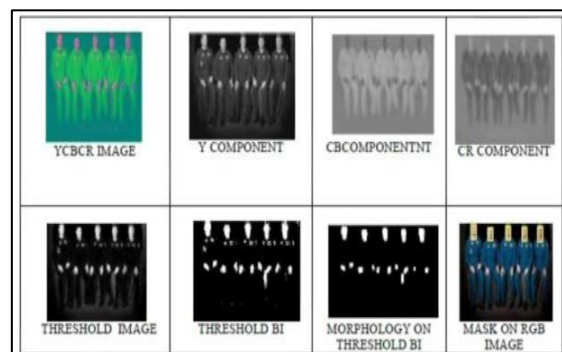 YCBCR IMAGE
Y COMPONENT
CBCOMPONENTNT
CR COMPONENT
THRESHOLD IMAGE
THRESHOLD BI
MORPHOLOGY ON
THRESHOLD BI
MASK ON RGB
IMAGE